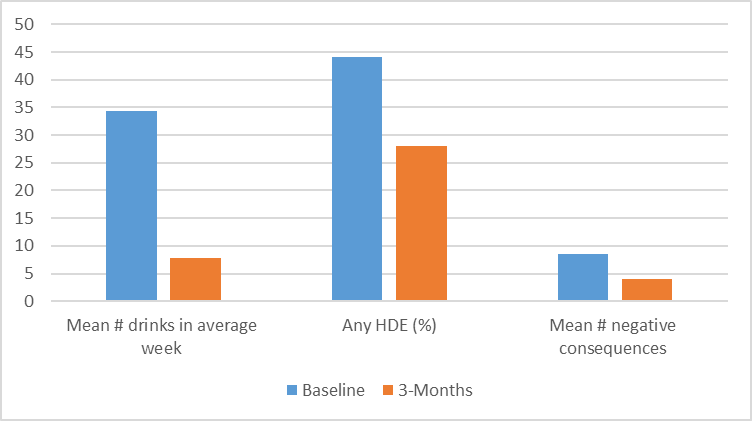 50
45
40
35
30
25
20
15
10
5
0
Mean # drinks in average
week
Any HDE (%)
Mean # negative
consequences
Baseline
3-Months